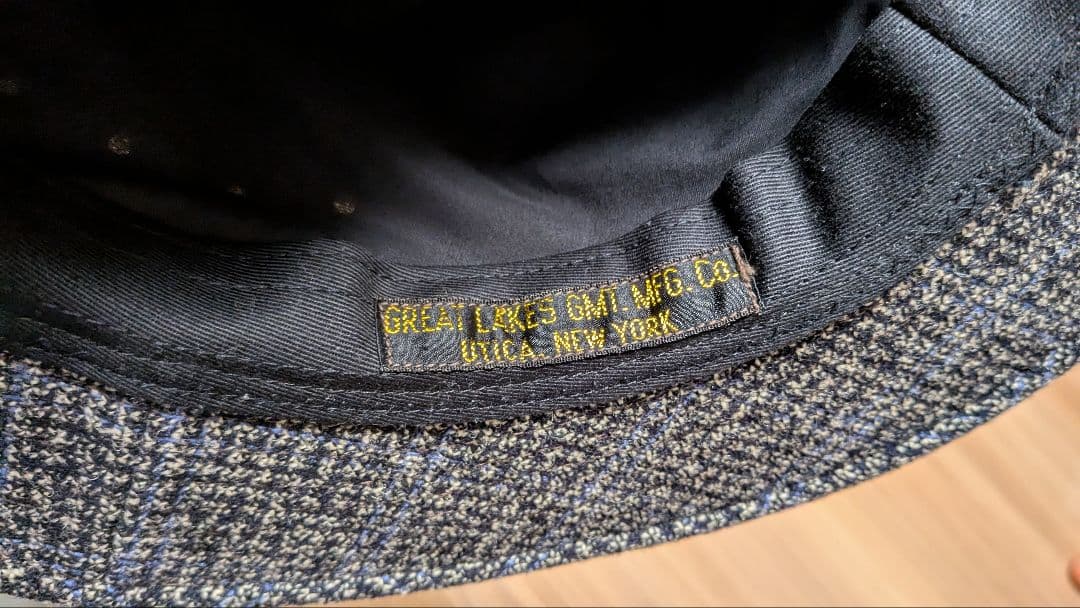 GREAT LAKES GMT. MFG. Co.
UTICA, NEW YORK